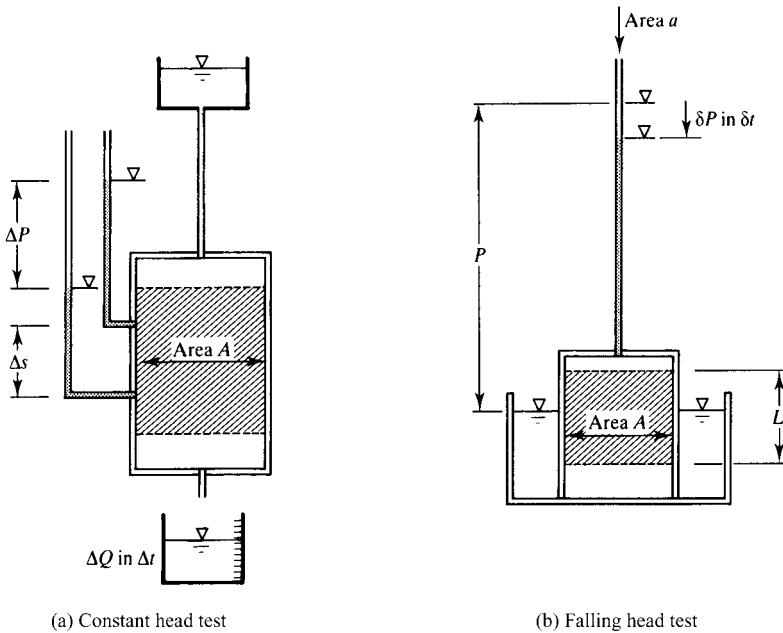 Area a
δP in δt
ΔP
P
Δs
Area A
Area A
L
ΔQ in Δt
(a) Constant head test
(b) Falling head test